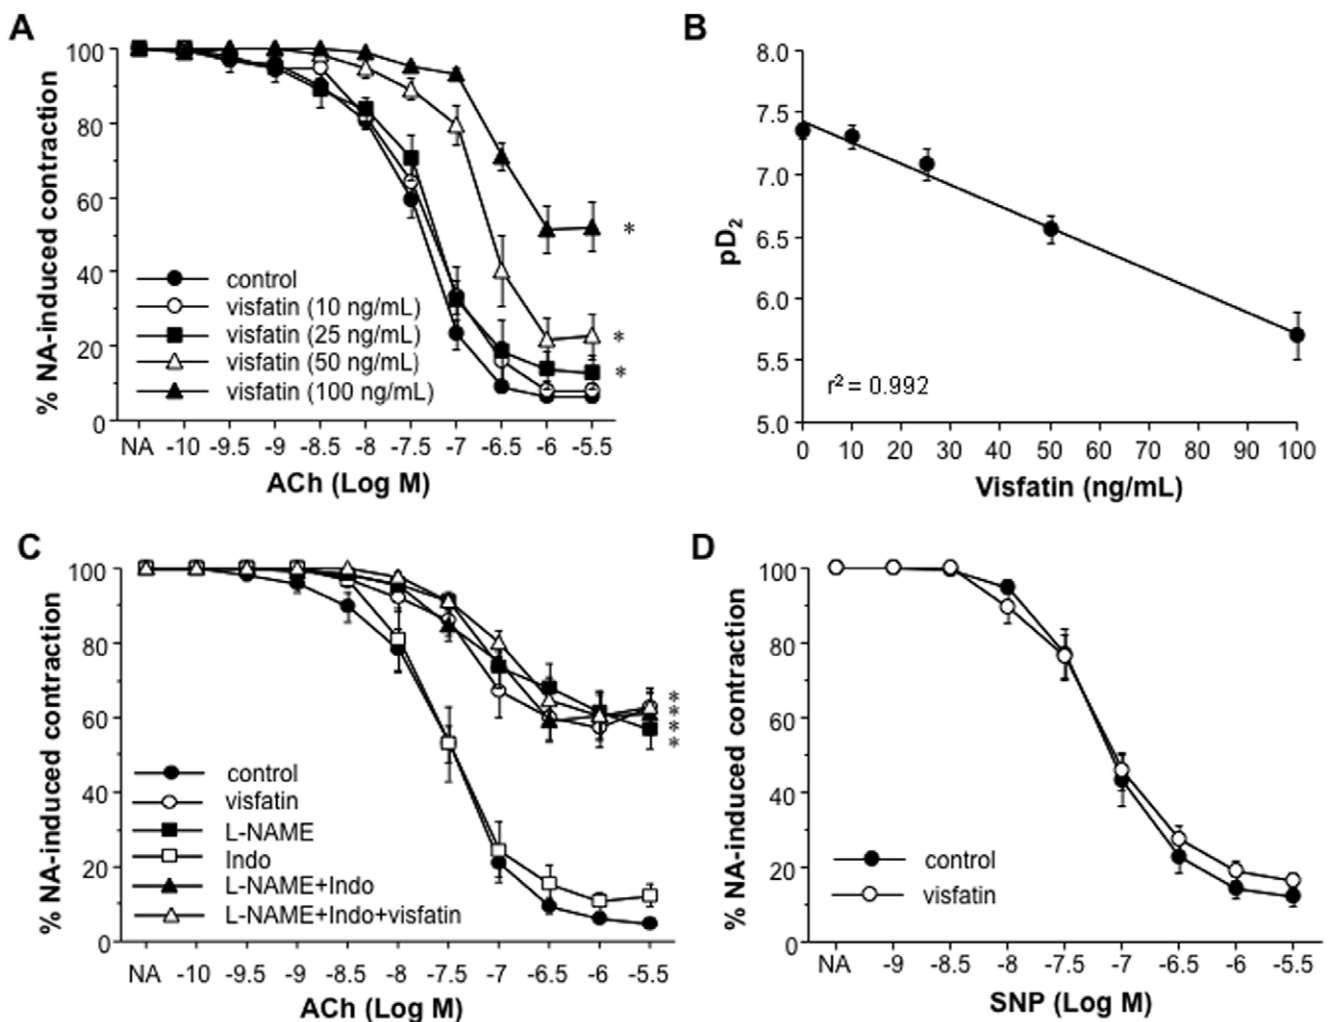 A
% NA-induced contraction
100
80
60
40
20
0
control
visfatin (10 ng/mL)
visfatin (25 ng/mL)
visfatin (50 ng/mL)
visfatin (100 ng/mL)
*
*
*
NA -10 -9.5 -9 -8.5 -8 -7.5 -7 -6.5 -6 -5.5
ACh (Log M)
B
pD2
8.0
7.5
7.0
6.5
6.0
5.5
5.0
r² = 0.992
0 10 20 30 40 50 60 70 80 90 100
Visfatin (ng/mL)
C
% NA-induced contraction
100
80
60
40
20
0
*
*
*
*
control
visfatin
L-NAME
Indo
L-NAME+Indo
L-NAME+Indo+visfatin
NA -10 -9.5 -9 -8.5 -8 -7.5 -7 -6.5 -6 -5.5
ACh (Log M)
D
% NA-induced contraction
100
80
60
40
20
0
control
visfatin
NA -9 -8.5 -8 -7.5 -7 -6.5 -6 -5.5
SNP (Log M)